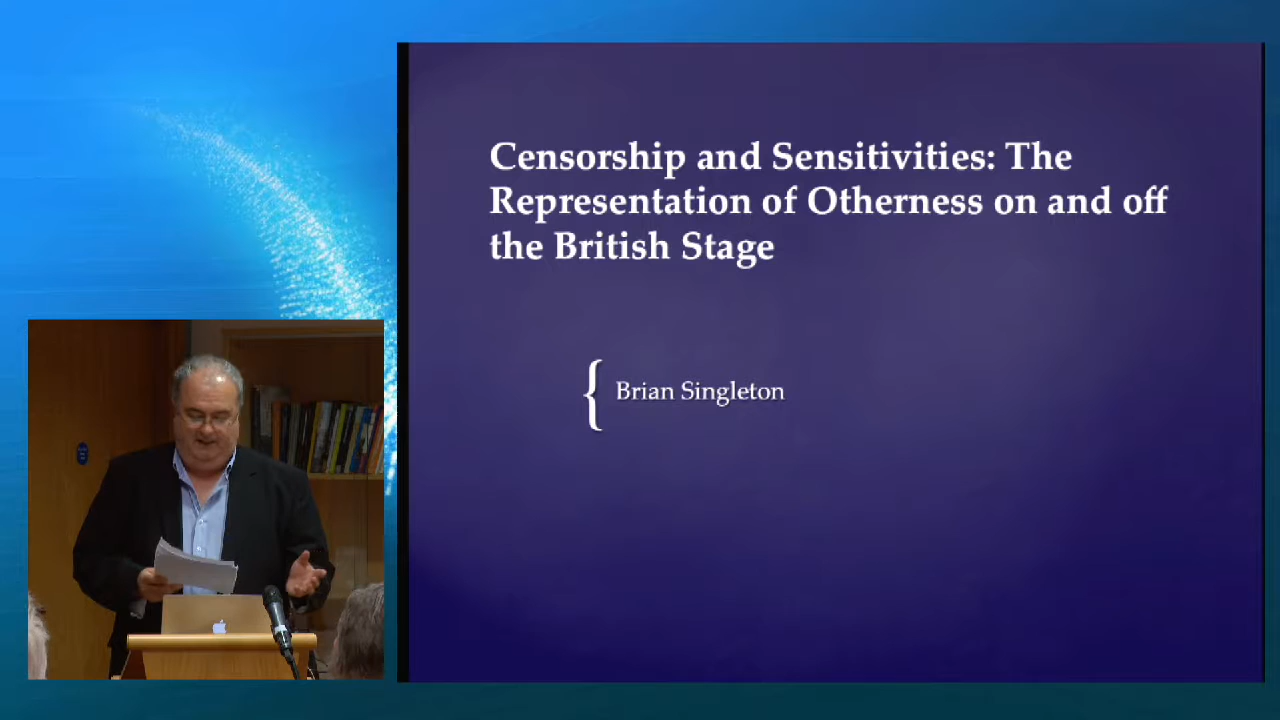 Censorship and Sensitivities: The
Representation of Otherness on and off
the British Stage
{ Brian Singleton